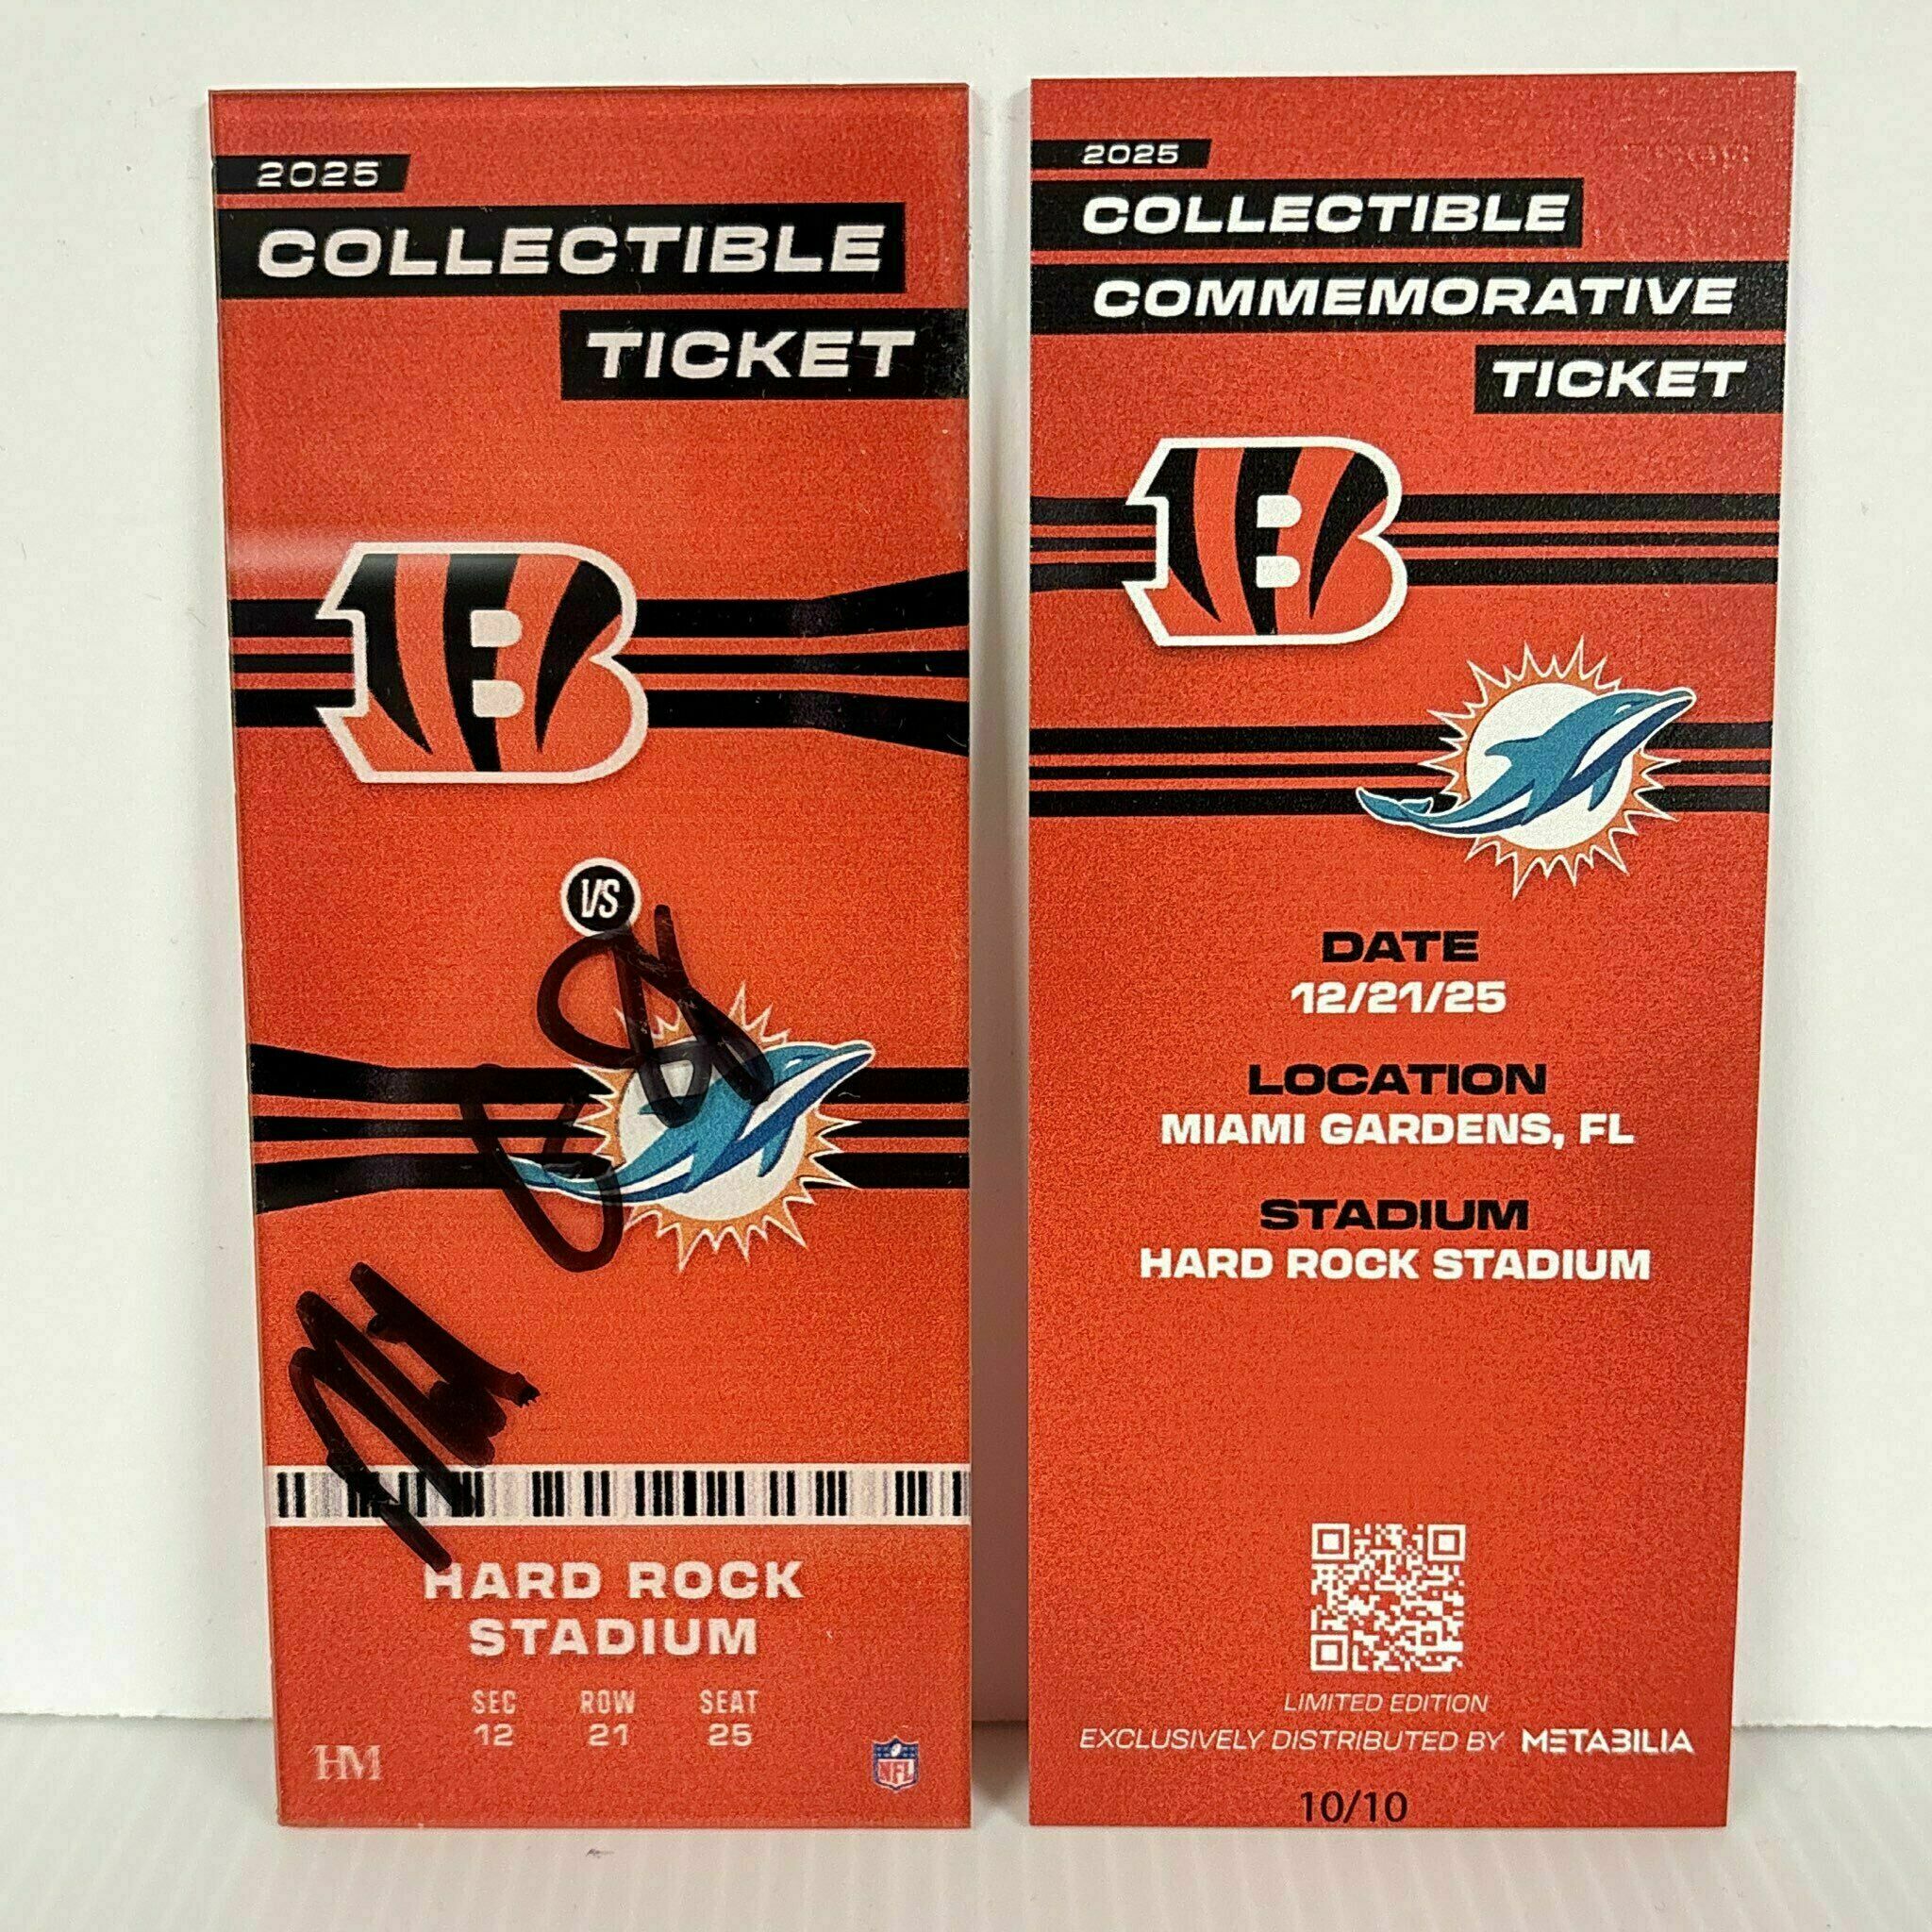 2025
COLLECTIBLE
TICKET
B
VS
HARD ROCK
STADIUM
SEC ROW SEAT
12 21 25
HM
NFL
2025
COLLECTIBLE
COMMEMORATIVE
TICKET
B
DATE
12/21/25
LOCATION
MIAMI GARDENS, FL
STADIUM
HARD ROCK STADIUM
LIMITED EDITION
EXCLUSIVELY DISTRIBUTED BY METABILIA
10/10